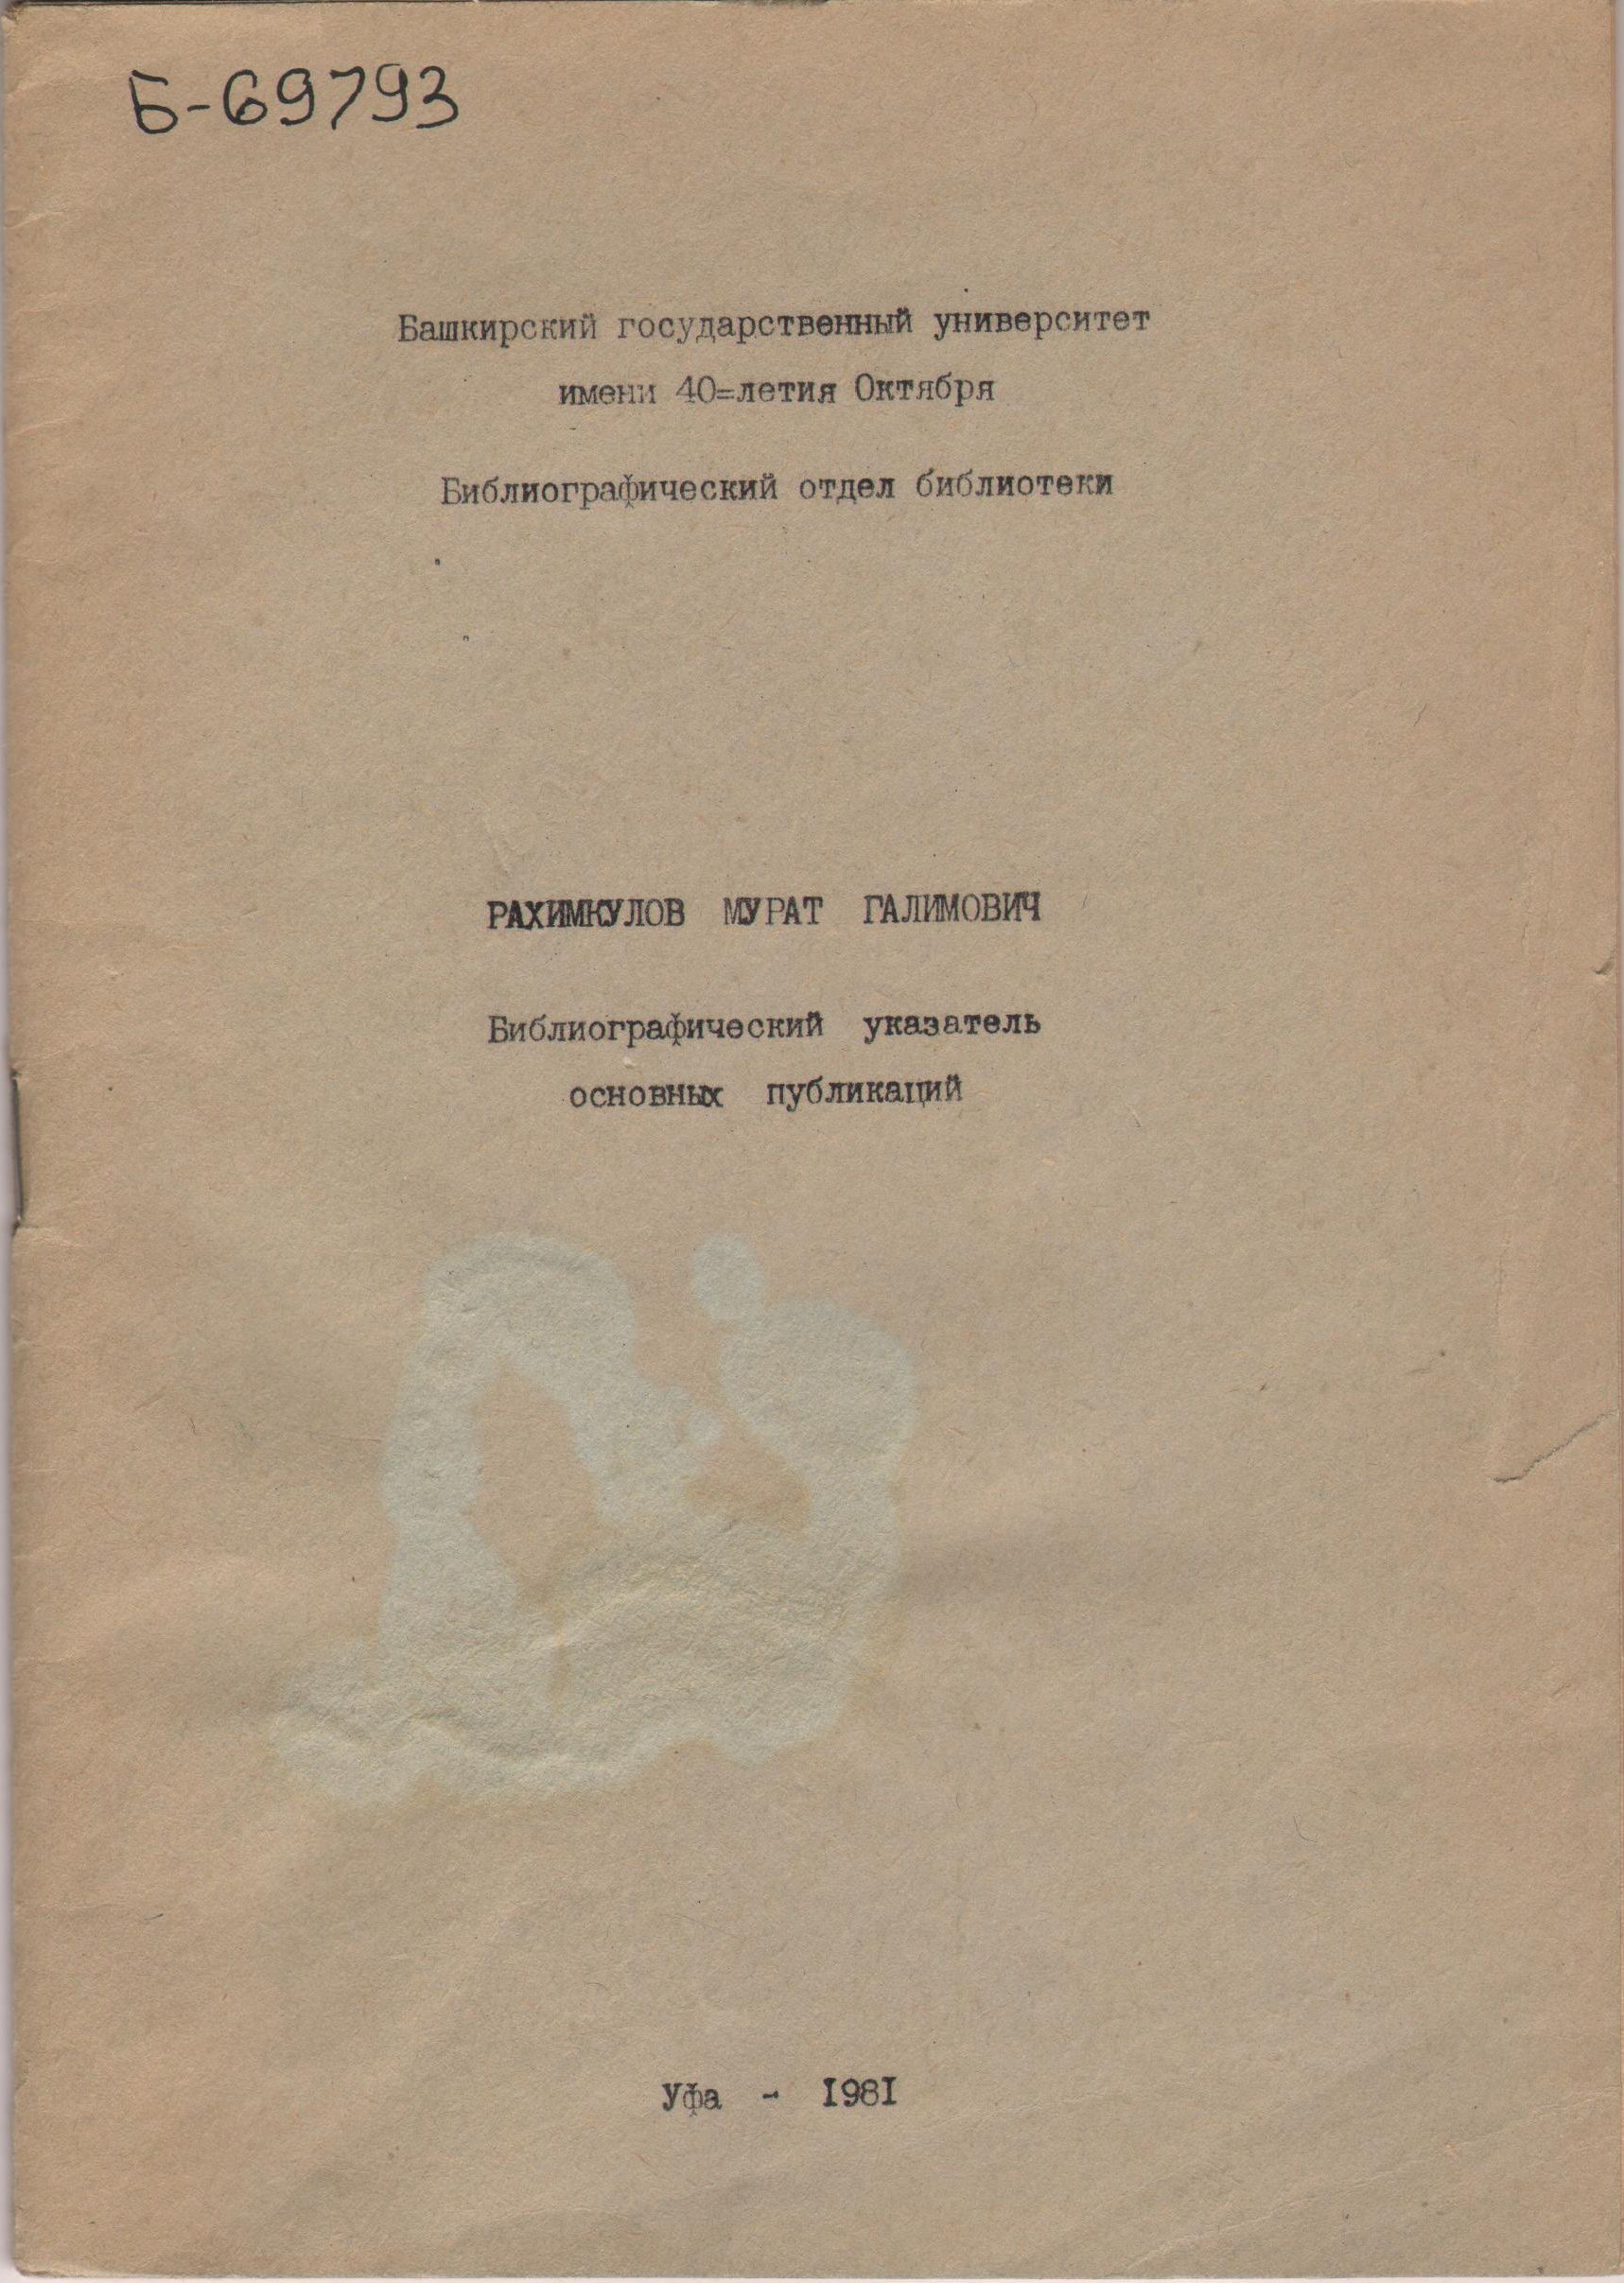 Б-69793
Башкирский государственный университет
имени 40=летия Октября
Библиографический отдел библиотеки
РАХИМКУЛОВ МУРАТ ГАЛИМОВИЧ
Библиографический указатель
основных публикаций
Уфа - I98I